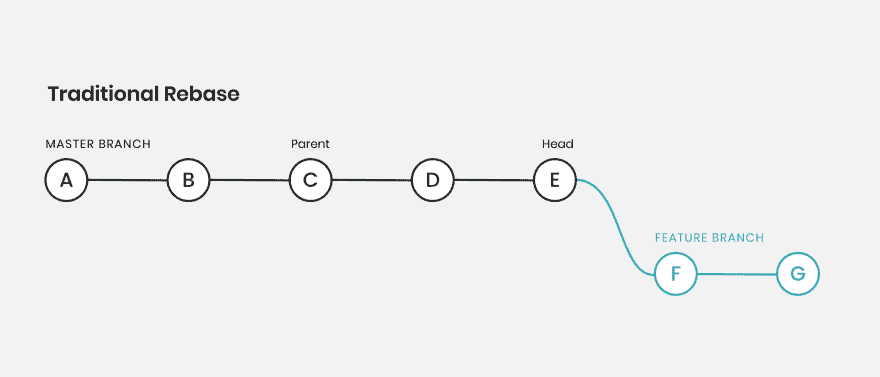 Traditional Rebase
MASTER BRANCH
Parent
Head
A
B
C
D
E
FEATURE BRANCH
F
G